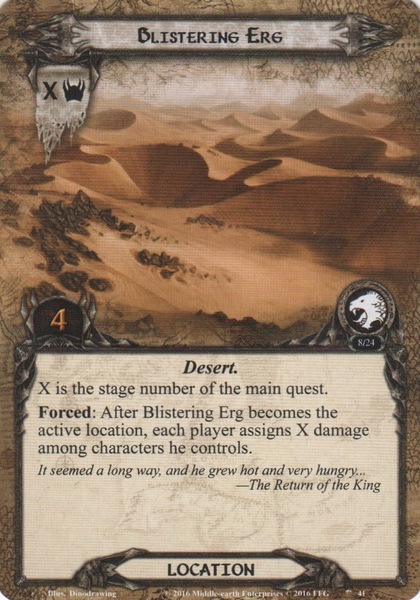 Blistering Erg
X
4
8/24
Desert.
X is the stage number of the main quest.
Forced: After Blistering Erg becomes the
active location, each player assigns X damage
among characters he controls.
It seemed a long way, and he grew hot and very hungry...
—The Return of the King
LOCATION
Illus. Dinodrawing © 2016 Middle-earth Enterprises © 2016 FFG 41